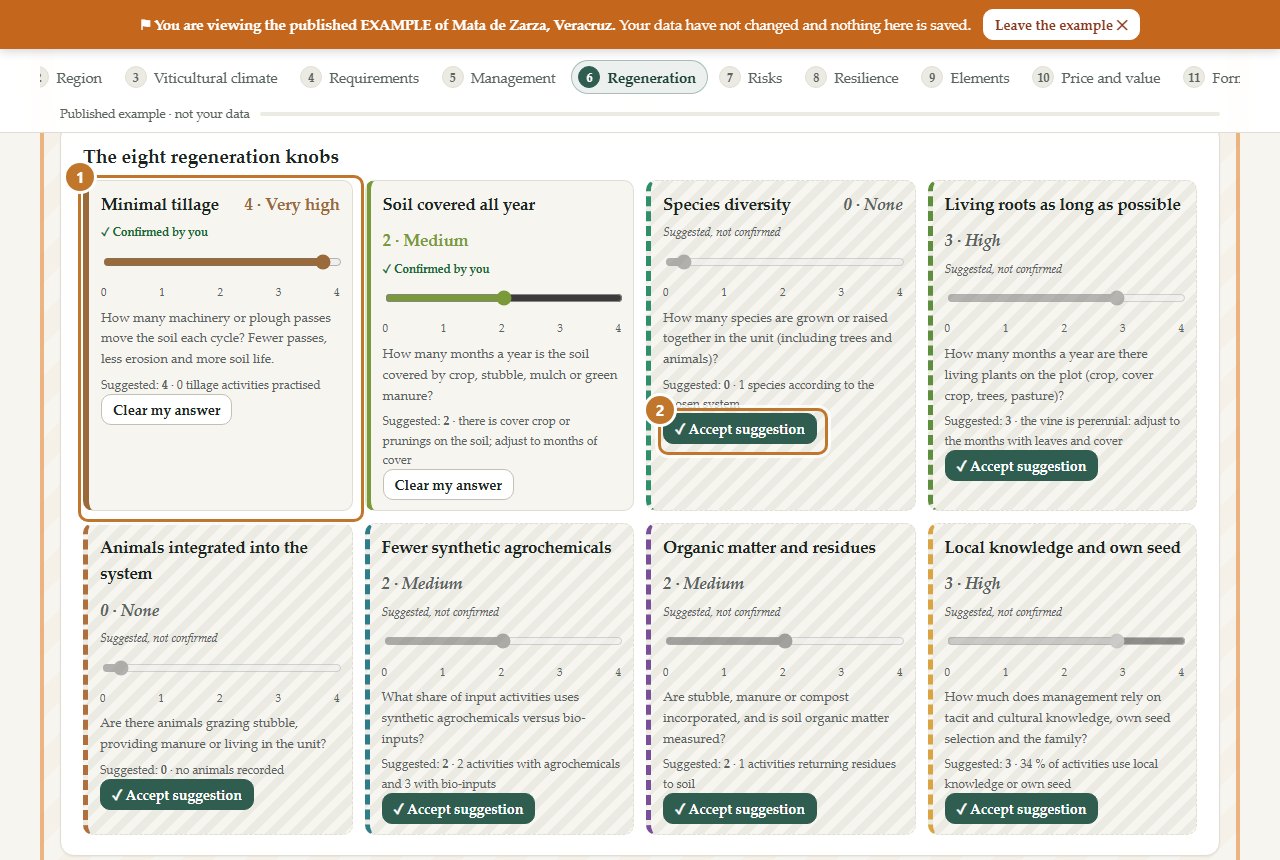 ⚑ You are viewing the published EXAMPLE of Mata de Zarza, Veracruz. Your data have not changed and nothing here is saved. Leave the example ✕
Region 3 Viticultural climate 4 Requirements 5 Management 6 Regeneration 7 Risks 8 Resilience 9 Elements 10 Price and value 11
Published example · not your data
The eight regeneration knobs
1
Minimal tillage 4 · Very high
✓ Confirmed by you
0 1 2 3 4
How many machinery or plough passes
move the soil each cycle? Fewer passes,
less erosion and more soil life.
Suggested: 4 · 0 tillage activities practised
Clear my answer
Soil covered all year
2 · Medium
✓ Confirmed by you
0 1 2 3 4
How many months a year is the soil
covered by crop, stubble, mulch or green
manure?
Suggested: 2 · there is cover crop or
prunings on the soil; adjust to months of
cover
Clear my answer
Species diversity 0 · None
Suggested, not confirmed
0 1 2 3 4
How many species are grown or raised
together in the unit (including trees and
animals)?
Suggested: 0 · 1 species according to the
2
✓ Accept suggestion
Living roots as long as possible
3 · High
Suggested, not confirmed
0 1 2 3 4
How many months a year are there
living plants on the plot (crop, cover
crop, trees, pasture)?
Suggested: 3 · the vine is perennial: adjust to
the months with leaves and cover
✓ Accept suggestion
Animals integrated into the
system
0 · None
Suggested, not confirmed
0 1 2 3 4
Are there animals grazing stubble,
providing manure or living in the unit?
Suggested: 0 · no animals recorded
✓ Accept suggestion
Fewer synthetic agrochemicals
2 · Medium
Suggested, not confirmed
0 1 2 3 4
What share of input activities uses
synthetic agrochemicals versus bio-
inputs?
Suggested: 2 · 2 activities with agrochemicals
and 3 with bio-inputs
✓ Accept suggestion
Organic matter and residues
2 · Medium
Suggested, not confirmed
0 1 2 3 4
Are stubble, manure or compost
incorporated, and is soil organic matter
measured?
Suggested: 2 · 1 activities returning residues
to soil
✓ Accept suggestion
Local knowledge and own seed
3 · High
Suggested, not confirmed
0 1 2 3 4
How much does management rely on
tacit and cultural knowledge, own seed
selection and the family?
Suggested: 3 · 34 % of activities use local
knowledge or own seed
✓ Accept suggestion